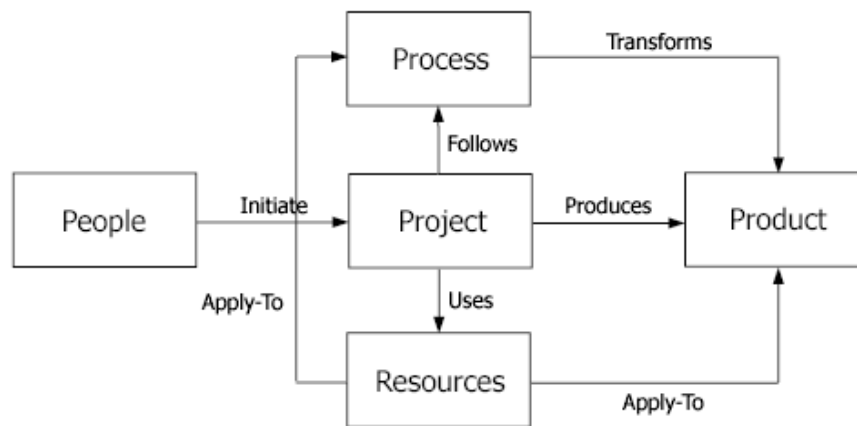 Process
Transforms
Follows
People
Initiate
Project
Produces
Product
Apply-To
Uses
Resources
Apply-To